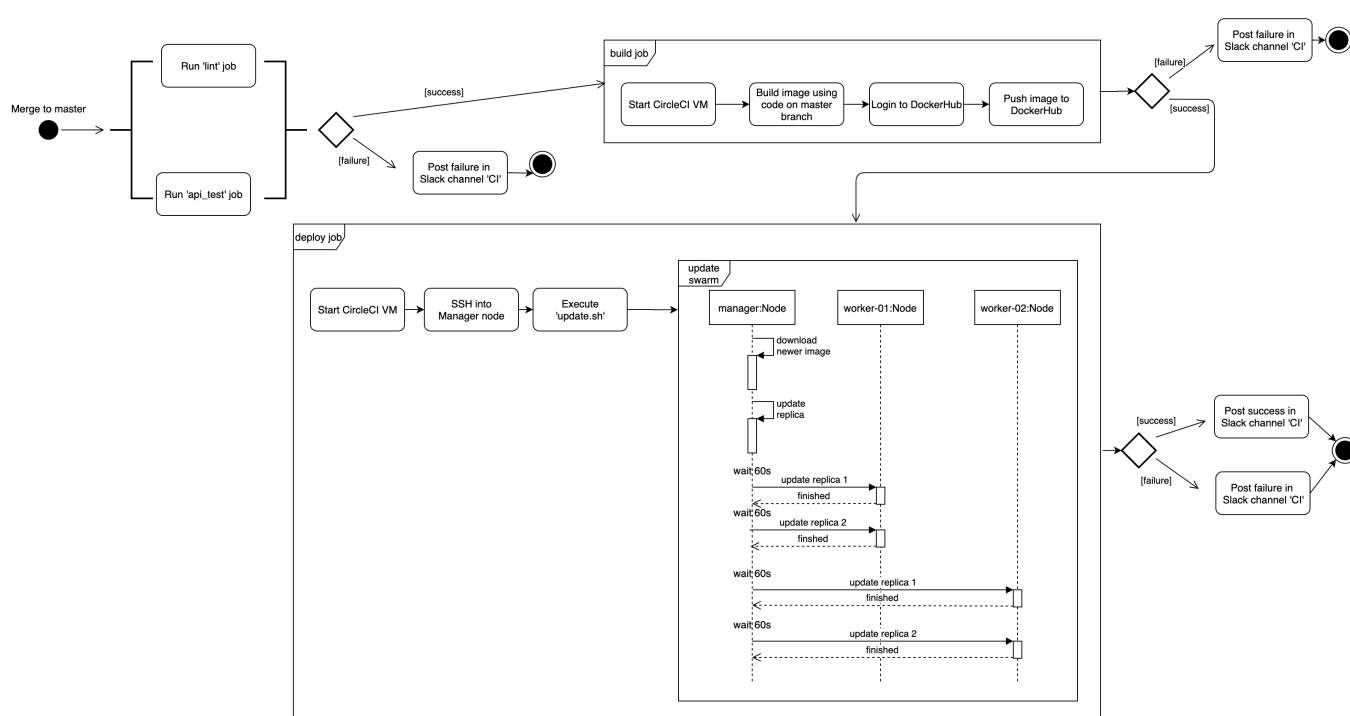 Merge to master
Run 'lint' job
Run 'api_test' job
[success]
[failure]
Post failure in
Slack channel 'CI'
build job
Start CircleCI VM
Build image using
code on master
branch
Login to DockerHub
Push image to
DockerHub
[failure]
Post failure in
Slack channel 'CI'
[success]
deploy job
Start CircleCI VM
SSH into
Manager node
Execute
'update.sh'
update
swarm
manager:Node
worker-01:Node
worker-02:Node
download
newer image
update
replica
wait 60s
update replica 1
finished
wait 60s
update replica 2
finshed
wait 60s
update replica 1
finished
wait 60s
update replica 2
finished
[success]
Post success in
Slack channel 'CI'
[failure]
Post failure in
Slack channel 'CI'